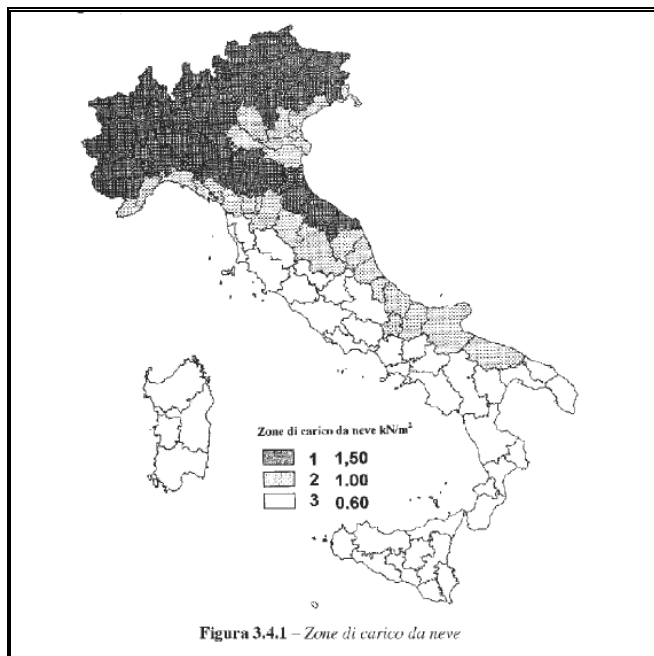 Zone di carico da neve kN/m²
1 1,50
2 1.00
3 0.60
Figura 3.4.1 – Zone di carico da neve